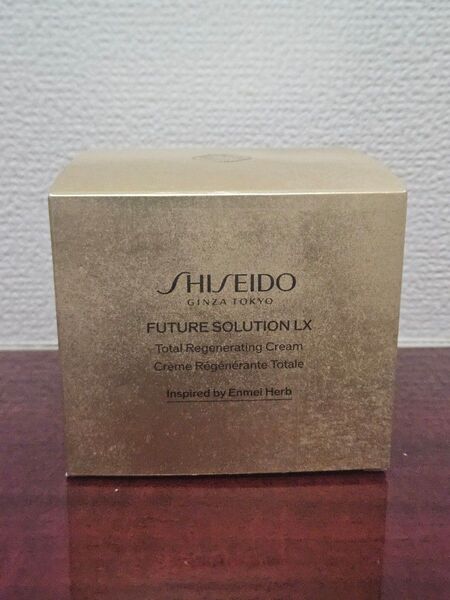 SHISEIDO
GINZA TOKYO
FUTURE SOLUTION LX
Total Regenerating Cream
Crème Régénérante Totale
Inspired by Enmei Herb